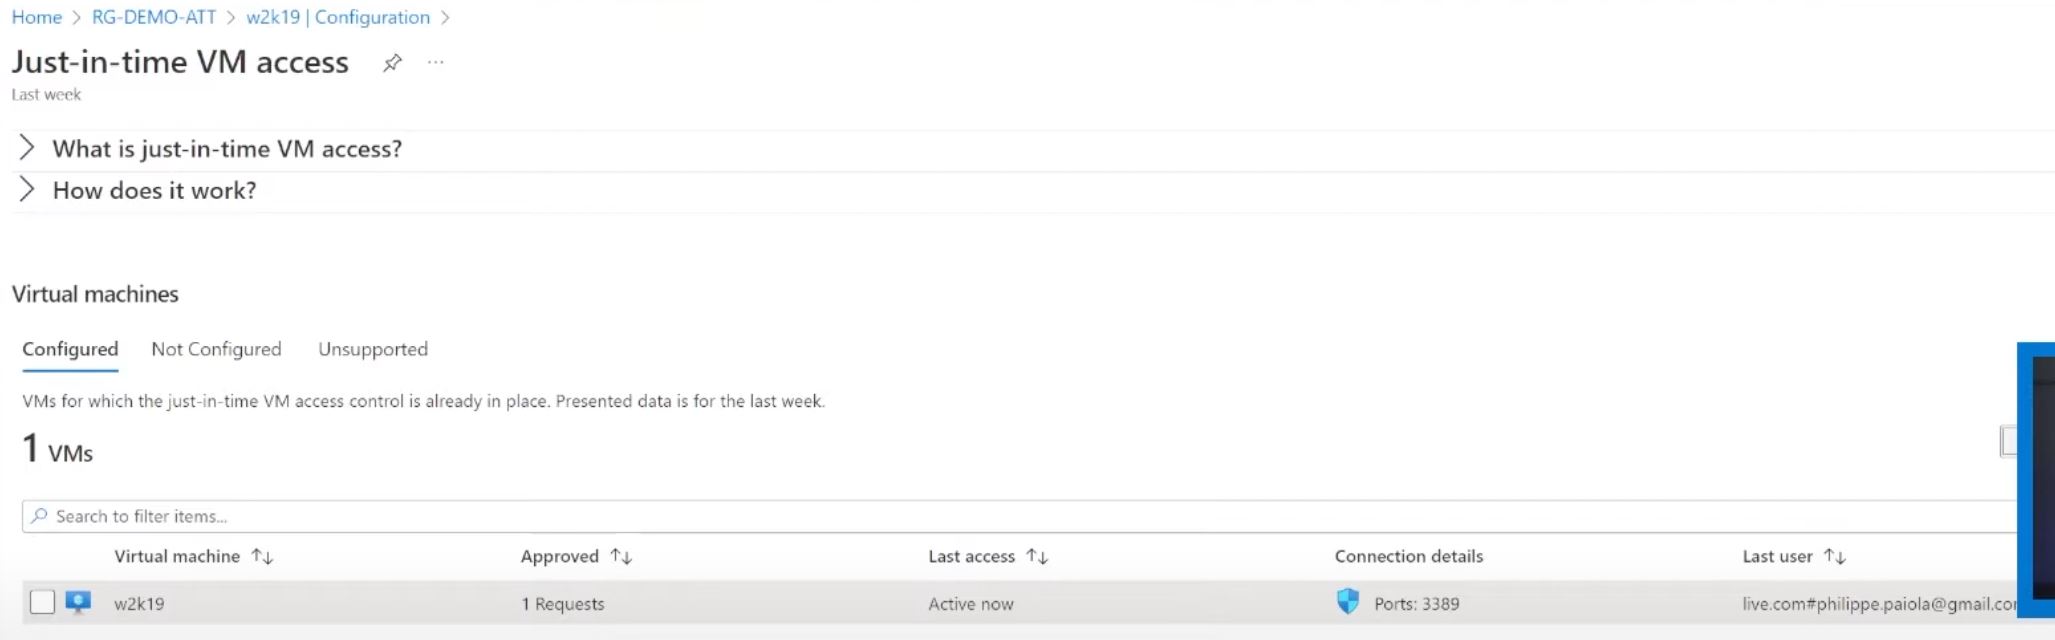 Home > RG-DEMO-ATT > w2k19 | Configuration >
Just-in-time VM access ...
Last week
What is just-in-time VM access?
How does it work?
Virtual machines
Configured Not Configured Unsupported
VMs for which the just-in-time VM access control is already in place. Presented data is for the last week.
1 VMs
Search to filter items...
Virtual machine ↑↓ Approved ↑↓ Last access ↑↓ Connection details Last user ↑↓
w2k19 1 Requests Active now Ports: 3389 live.com#philippe.paiola@gmail.co